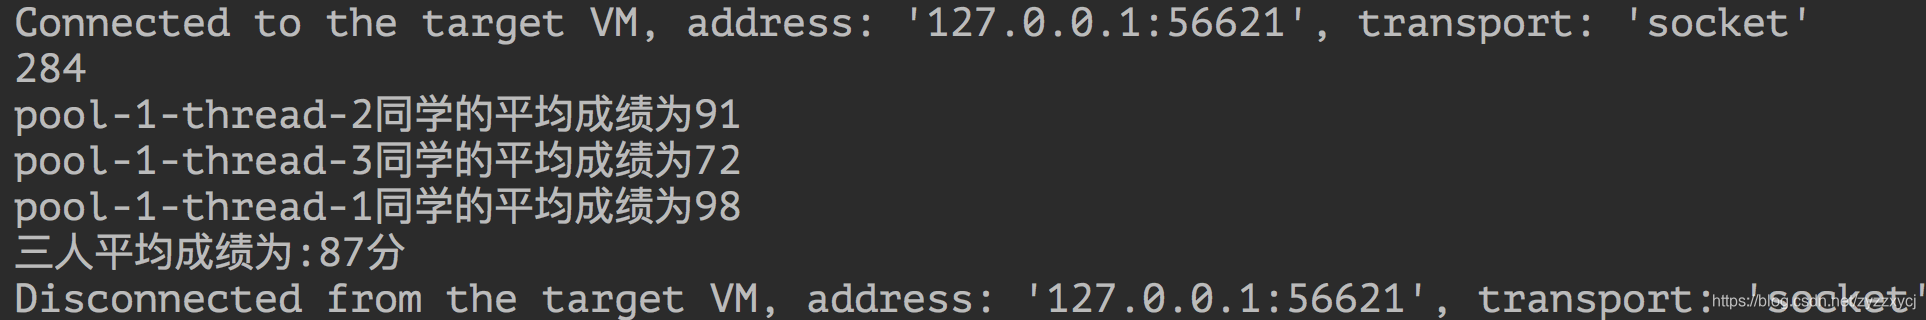 Connected to the target VM, address: '127.0.0.1:56621', transport: 'socket'
284
pool-1-thread-2同学的平均成绩为91
pool-1-thread-3同学的平均成绩为72
pool-1-thread-1同学的平均成绩为98
三人平均成绩为:87分
Disconnected from the target VM, address: '127.0.0.1:56621', transport: 'socket'
https://blog.csdn.net/zyzzxycj